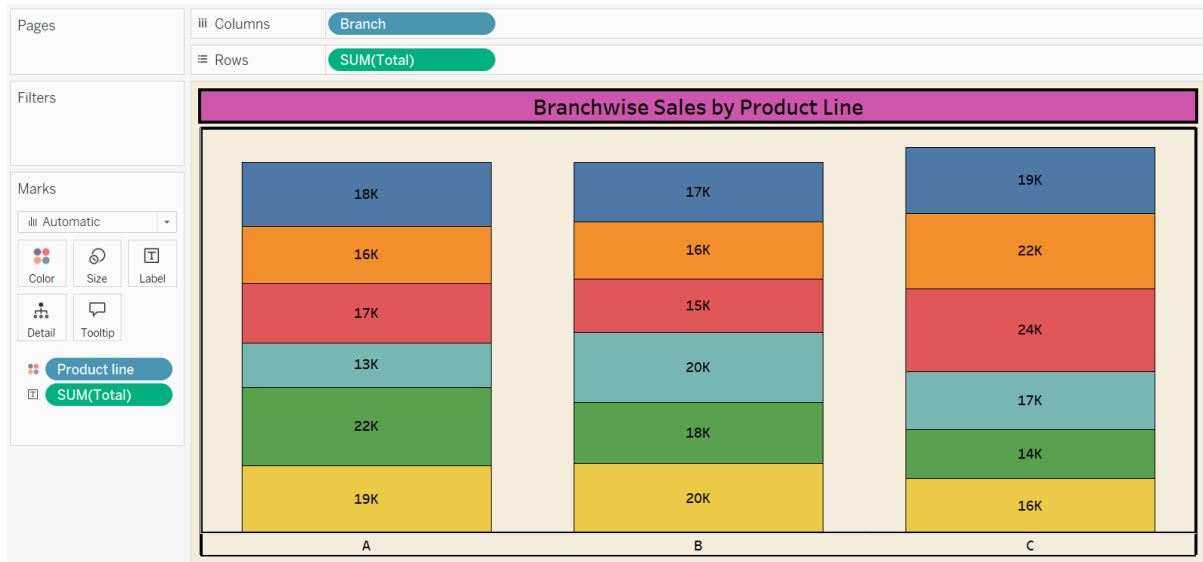 Pages
Columns
Branch
Rows
SUM(Total)
Filters
Branchwise Sales by Product Line
Marks
Automatic
Color
Size
Label
Detail
Tooltip
Product line
SUM(Total)
18K
16K
17K
13K
22K
19K
17K
16K
15K
20K
18K
20K
19K
22K
24K
17K
14K
16K
A
B
C